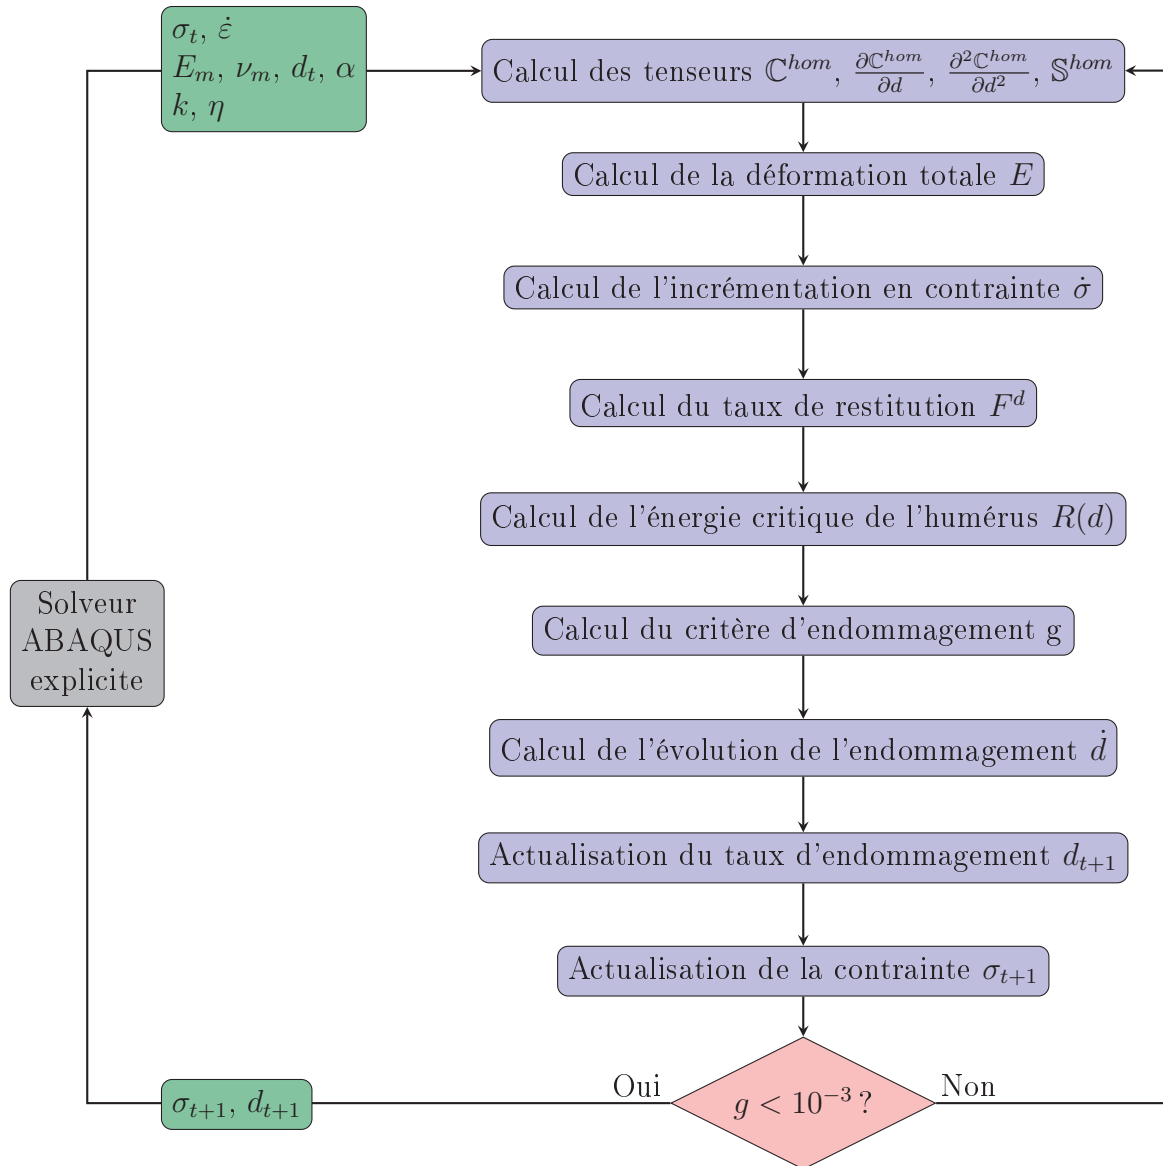 σ_t, ε̇
E_m, ν_m, d_t, α
k, η
Calcul des tenseurs ℂ^{hom}, ∂ℂ^{hom}/∂d, ∂²ℂ^{hom}/∂d², 𝕊^{hom}
Calcul de la déformation totale E
Calcul de l'incrémentation en contrainte σ̇
Calcul du taux de restitution F^d
Calcul de l'énergie critique de l'humérus R(d)
Calcul du critère d'endommagement g
Calcul de l'évolution de l'endommagement ḋ
Actualisation du taux d'endommagement d_{t+1}
Actualisation de la contrainte σ_{t+1}
g < 10^{-3} ?
Oui
Non
σ_{t+1}, d_{t+1}
Solveur
ABAQUS
explicite